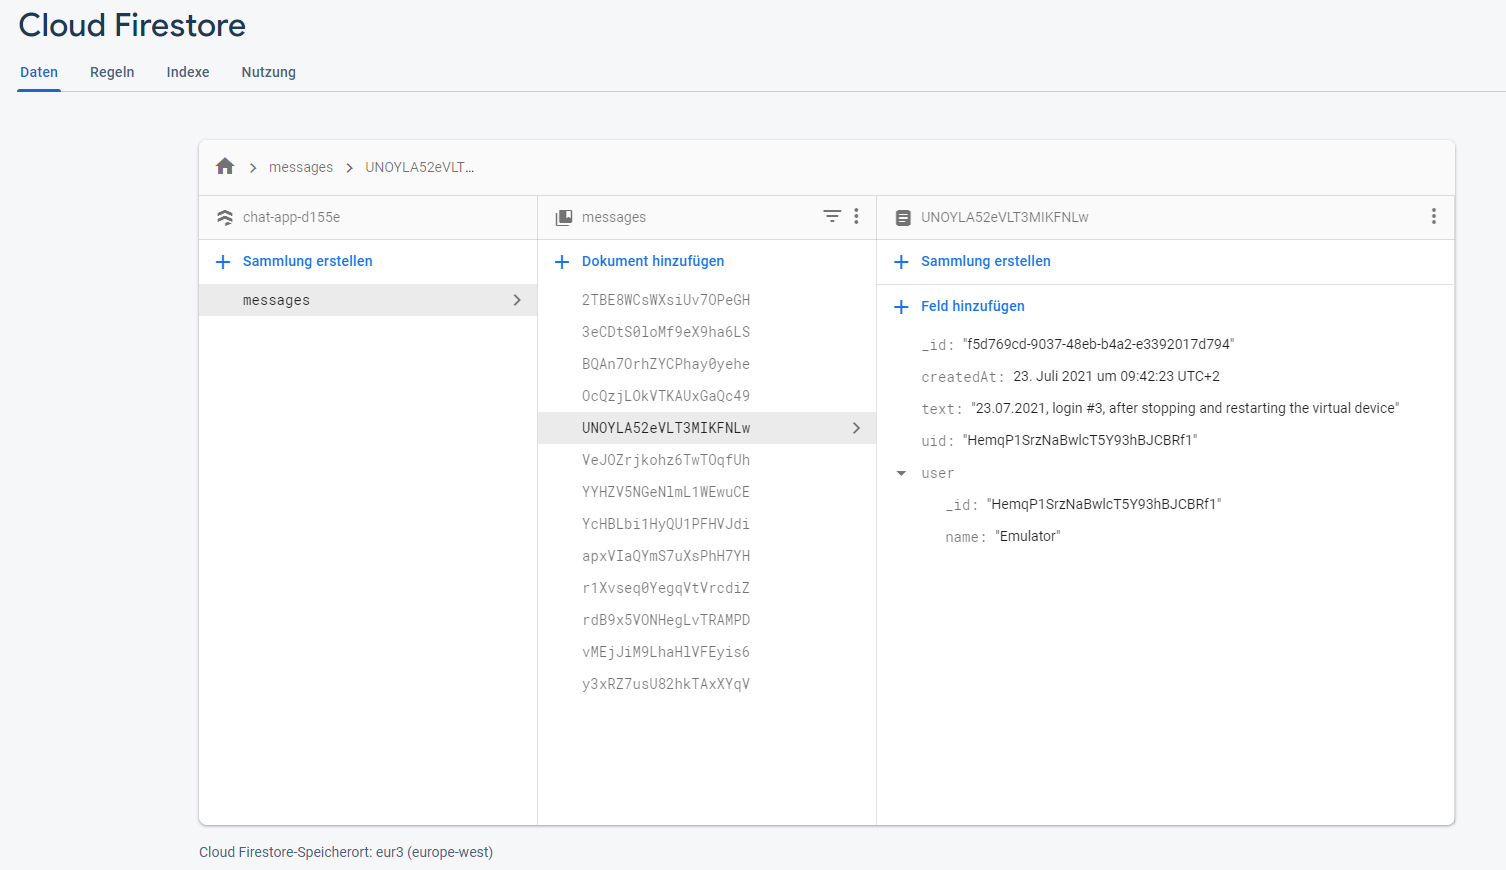 Cloud Firestore
Daten Regeln Indexe Nutzung
messages UNOYLA52eVLT...
chat-app-d155e
Sammlung erstellen
messages
messages
Dokument hinzufügen
2TBE8WCsWXsiUv7OPeGH
3eCDtS0loMf9eX9ha6LS
BQAn7OrhZYCPhay0yehe
OcQzjLOkVTKAUxGaQc49
UNOYLA52eVLT3MIKFNLw
VeJOZrjkohz6TwTOqfUh
YYHZV5NGeNlmL1WEwuCE
YcHBLbi1HyQU1PFHVJdi
apxVIaQYmS7uXsPhH7YH
r1Xvseq0YegqVtVrcdiZ
rdB9x5VONHegLvTRAMPD
vMEjJiM9LhaHlVFEyis6
y3xRZ7usU82hkTAxXYqV
UNOYLA52eVLT3MIKFNLw
Sammlung erstellen
Feld hinzufügen
_id: "f5d769cd-9037-48eb-b4a2-e3392017d794"
createdAt: 23. Juli 2021 um 09:42:23 UTC+2
text: "23.07.2021, login #3, after stopping and restarting the virtual device"
uid: "HemqP1SrzNaBwlcT5Y93hBJCBRf1"
user
_id: "HemqP1SrzNaBwlcT5Y93hBJCBRf1"
name: "Emulator"
Cloud Firestore-Speicherort: eur3 (europe-west)